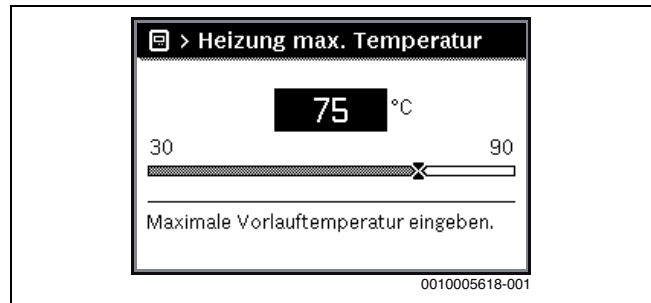 > Heizung max. Temperatur
75 °C
30 90
Maximale Vorlauftemperatur eingeben.
0010005618-001